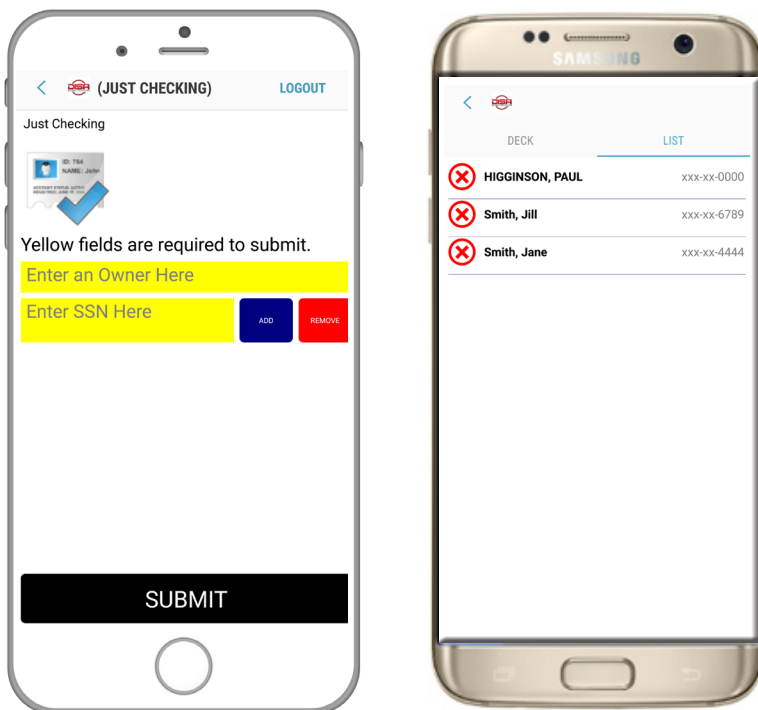 DISA (JUST CHECKING) LOGOUT
Just Checking
ID: 764
NAME: John
Yellow fields are required to submit.
Enter an Owner Here
Enter SSN Here ADD REMOVE
SUBMIT
SAMSUNG
DISA
DECK LIST
HIGGINSON, PAUL xxx-xx-0000
Smith, Jill xxx-xx-6789
Smith, Jane xxx-xx-4444